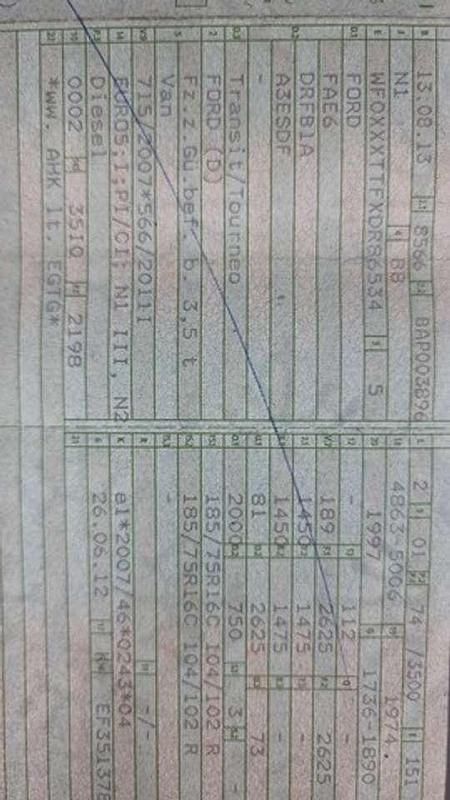 13.08.13 8566 BAP003896
N1 BB
WF0XXXTTFXDR86534 5
FORD
FAE6
DRFB1A
A3ESDF
-
Transit/Tourneo
FORD (D)
Fz.z.Gü.bef. b. 3,5 t
Van
715/2007*566/2011I
EURO5;I;PI/CI; N1 III, N2
Diesel
0002 3510 2198
*ww. AHK lt. EGTG*
2 01 74 /3500 151
4863-5006 1974.
1997 1736-1890
- 112 -
189 2625 2625
1450 1475 -
1450 1475 -
81 2625 73
2000 750 3 -
185/75R16C 104/102 R
185/75R16C 104/102 R
-
-/-
e1*2007/46*0243*04
26.06.12 K EF351378